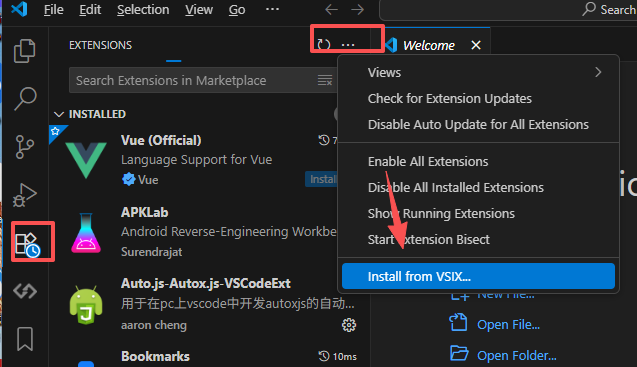 File Edit Selection View Go Run
Search
EXTENSIONS
Welcome
Search Extensions in Marketplace
Views
Check for Extension Updates
Disable Auto Update for All Extensions
Enable All Extensions
Disable All Installed Extensions
Show Running Extensions
Start Extension Bisect
Install from VSIX...
INSTALLED
Vue (Official)
Language Support for Vue
Vue
APKLab
Android Reverse-Engineering
Surendrajat
Auto.js-Autox.js-VSCodeExt
用于在pc上vscode中开发autoxjs的自动
aaron cheng
Bookmarks 10ms
New File...
Open File...
Open Folder...